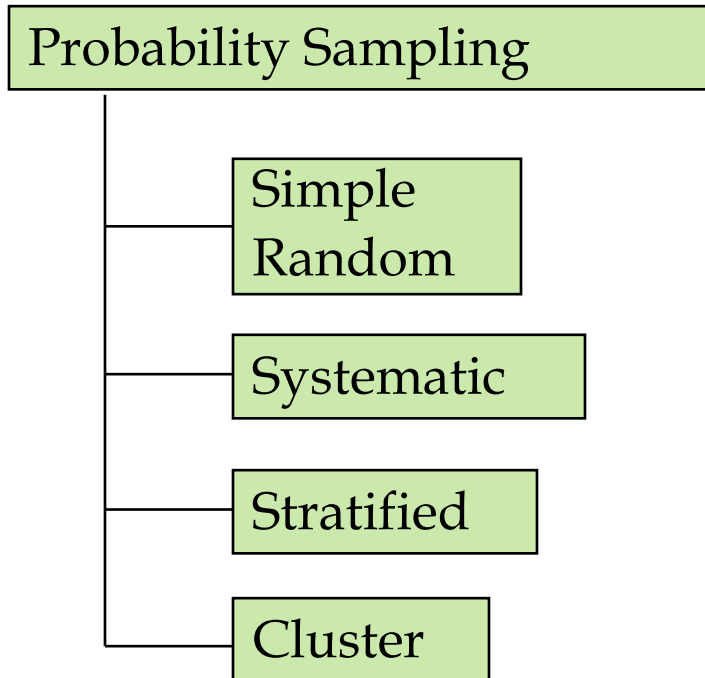 Probability Sampling
Simple
Random
Systematic
Stratified
Cluster